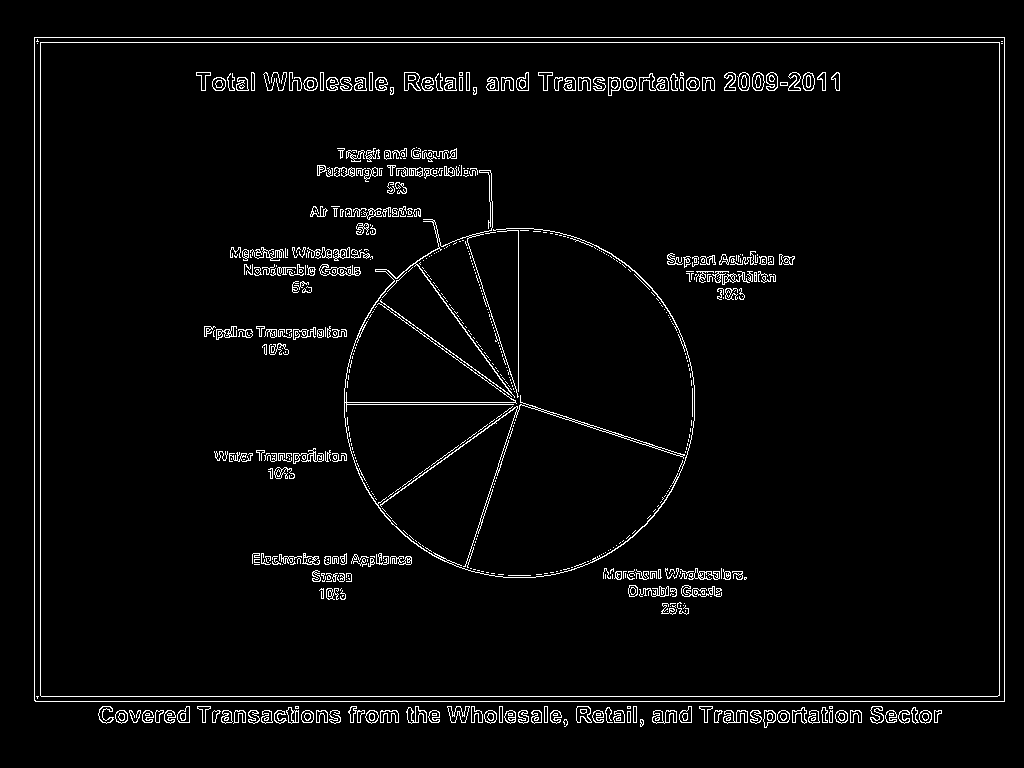 Total Wholesale, Retail, and Transportation 2009-2011
Transit and Ground
Passenger Transportation
5%
Air Transportation
5%
Merchant Wholesalers,
Nondurable Goods
5%
Support Activities for
Transportation
30%
Pipeline Transportation
10%
Water Transportation
10%
Electronics and Appliance
Stores
10%
Merchant Wholesalers,
Durable Goods
25%
Covered Transactions from the Wholesale, Retail, and Transportation Sector